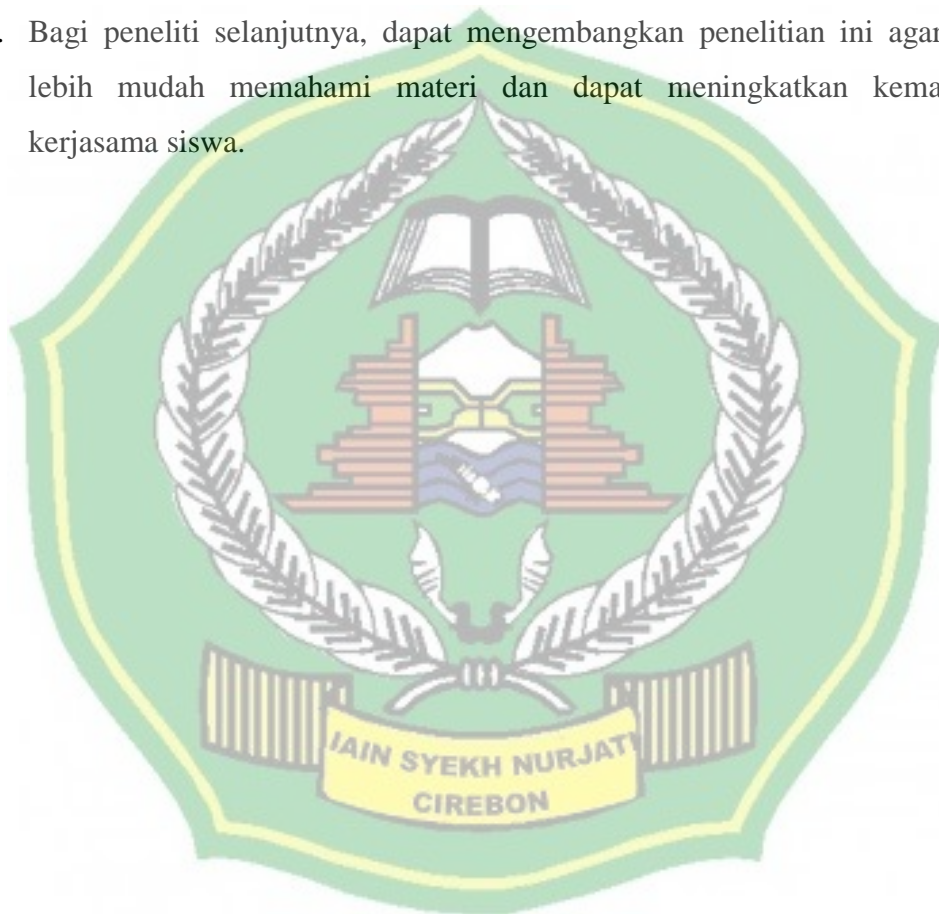 . Bagi peneliti selanjutnya, dapat mengembangkan penelitian ini agar
lebih mudah memahami materi dan dapat meningkatkan kema
kerjasama siswa.
IAIN SYEKH NURJATI
CIREBON